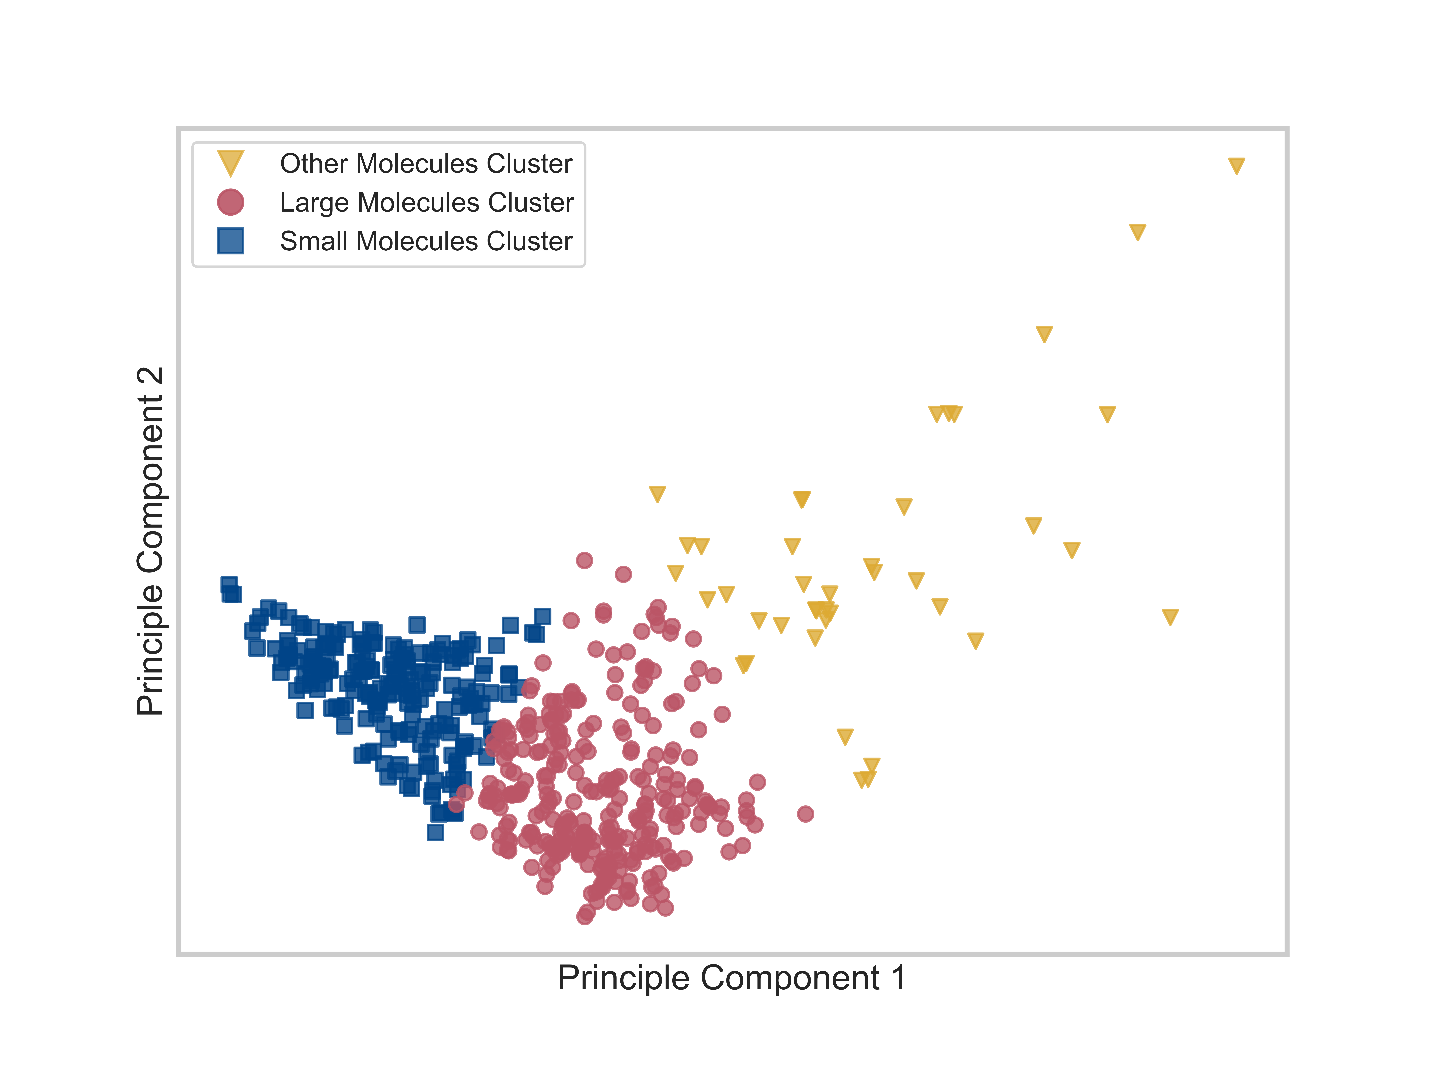 Other Molecules Cluster
Large Molecules Cluster
Small Molecules Cluster
Principle Component 2
Principle Component 1